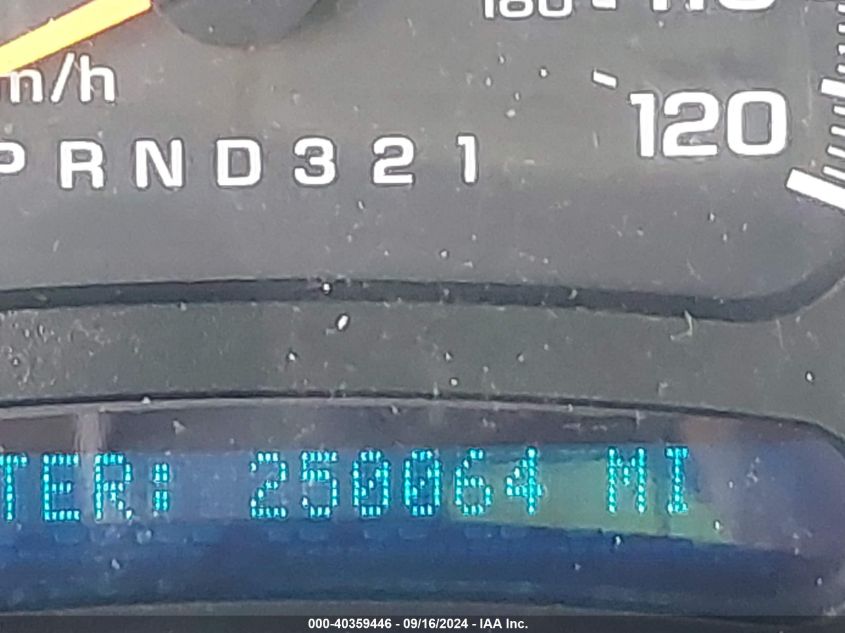 m/h
120
P R N D 3 2 1
TER: 250064 MI
000-40359446 - 09/16/2024 - IAA Inc.